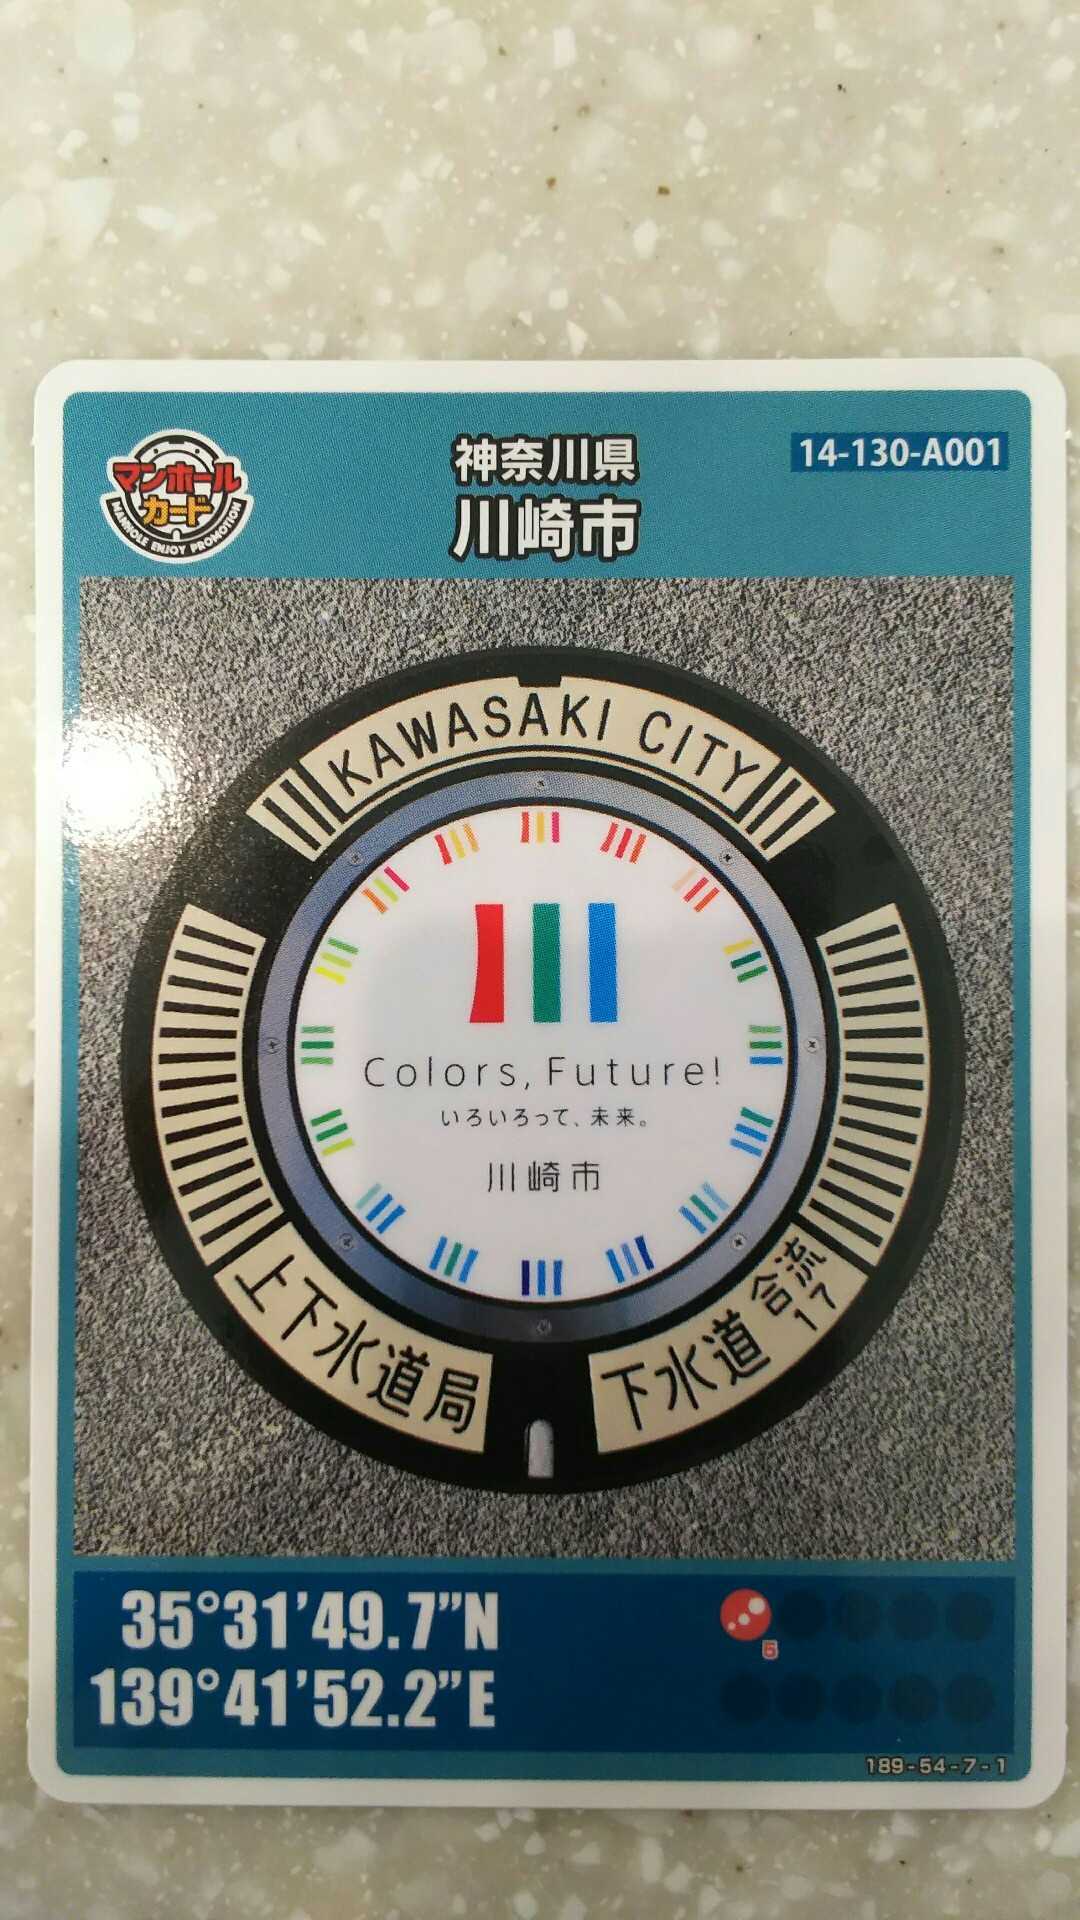 マンホール
カード
MANHOLE ENJOY PROMOTION
神奈川県
川崎市
14-130-A001
KAWASAKI CITY
Colors, Future!
いろいろって、未来。
川崎市
上下水道局
下水道 合流 17
35°31’49.7”N
139°41’52.2”E
5
189-54-7-1